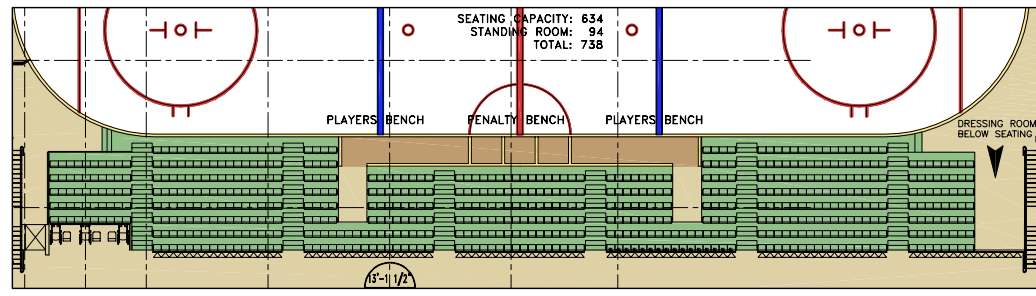 SEATING CAPACITY: 634
STANDING ROOM: 94
TOTAL: 738
PLAYERS BENCH
PENALTY BENCH
PLAYERS BENCH
DRESSING ROOM
BELOW SEATING
13'-1 1/2"